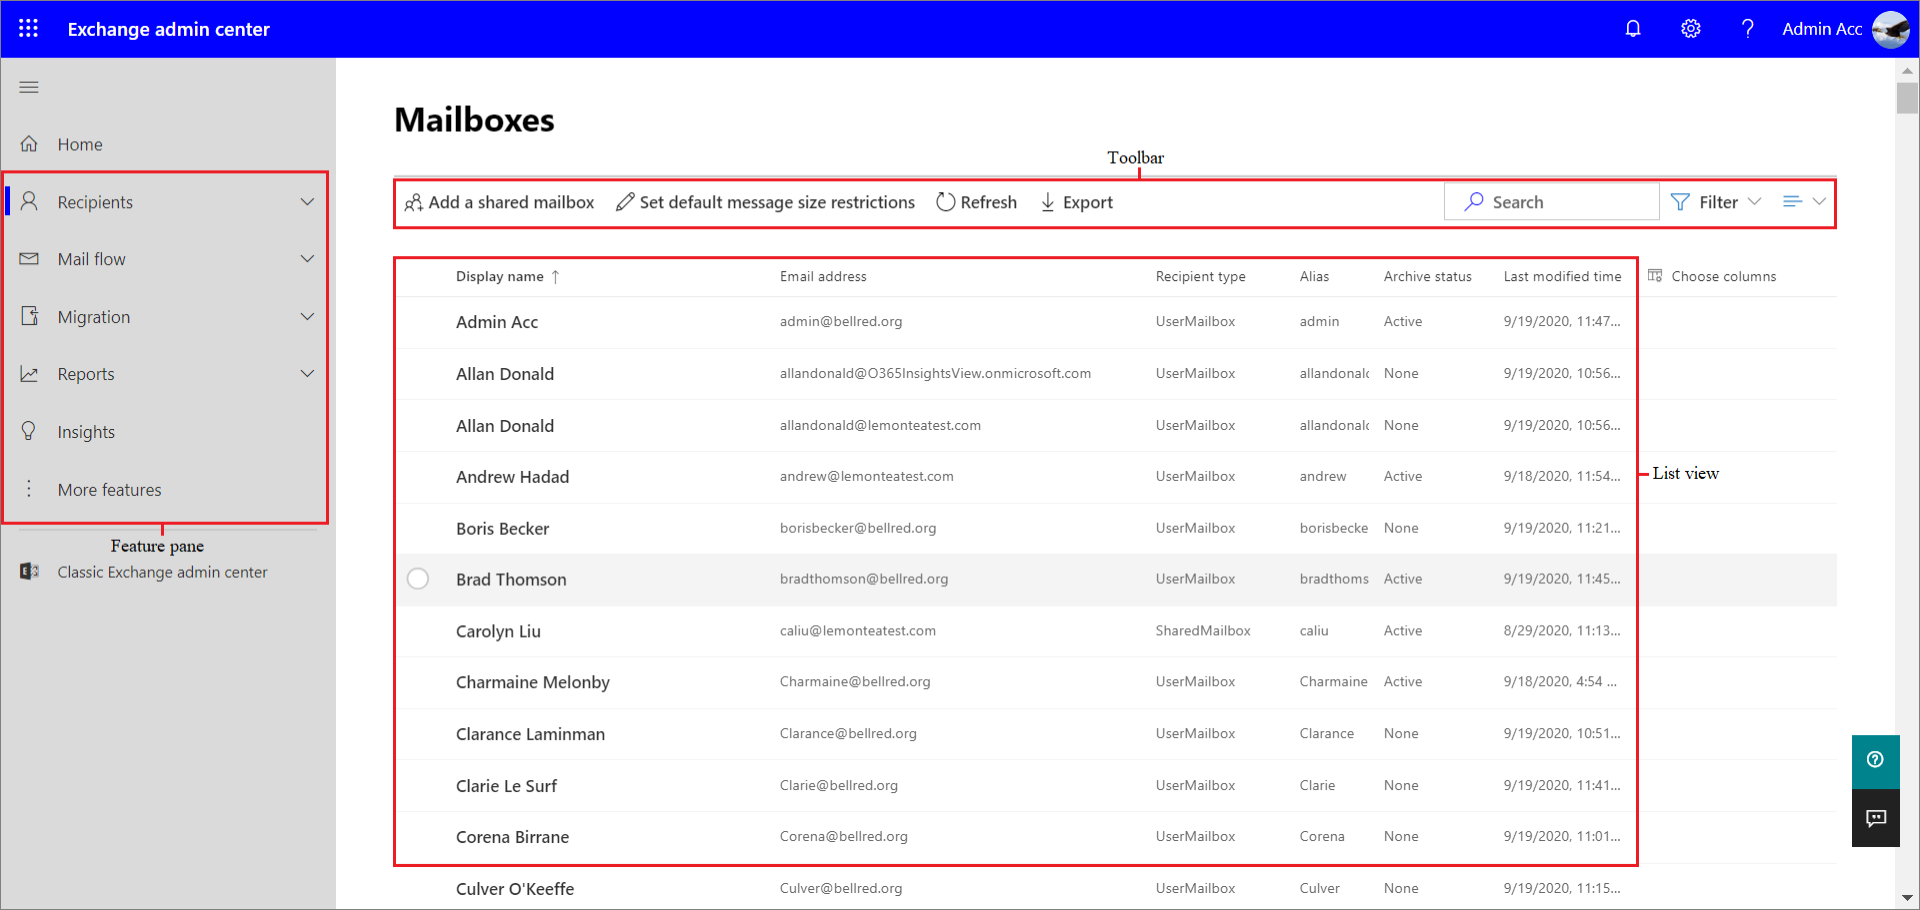 Exchange admin center
Admin Acc
Home
Recipients
Mail flow
Migration
Reports
Insights
More features
Feature pane
Classic Exchange admin center
Mailboxes
Toolbar
Add a shared mailbox Set default message size restrictions Refresh Export Search Filter
Display name ↑ Email address Recipient type Alias Archive status Last modified time Choose columns
Admin Acc admin@bellred.org UserMailbox admin Active 9/19/2020, 11:47...
Allan Donald allandonald@O365InsightsView.onmicrosoft.com UserMailbox allandonald None 9/19/2020, 10:56...
Allan Donald allandonald@lemonteatest.com UserMailbox allandonald None 9/19/2020, 10:56...
Andrew Hadad andrew@lemonteatest.com UserMailbox andrew Active 9/18/2020, 11:54...
List view
Boris Becker borisbecker@bellred.org UserMailbox borisbecke None 9/19/2020, 11:21...
Brad Thomson bradthomson@bellred.org UserMailbox bradthoms Active 9/19/2020, 11:45...
Carolyn Liu caliu@lemonteatest.com SharedMailbox caliu Active 8/29/2020, 11:13...
Charmaine Melonby Charmaine@bellred.org UserMailbox Charmaine Active 9/18/2020, 4:54 ...
Clarance Laminman Clarance@bellred.org UserMailbox Clarance None 9/19/2020, 10:51...
Clarie Le Surf Clarie@bellred.org UserMailbox Clarie None 9/19/2020, 11:41...
Corena Birrane Corena@bellred.org UserMailbox Corena None 9/19/2020, 11:01...
Culver O'Keeffe Culver@bellred.org UserMailbox Culver None 9/19/2020, 11:15...